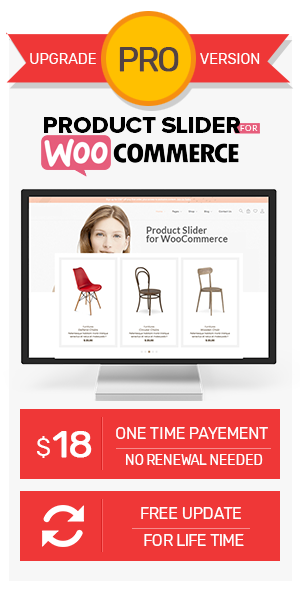 UPGRADE PRO VERSION
PRODUCT SLIDER FOR
WOO COMMERCE
Product Slider
for WooCommerce
$18
ONE TIME PAYEMENT
NO RENEWAL NEEDED
FREE UPDATE
FOR LIFE TIME